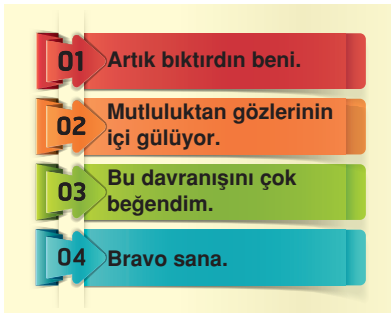 01 Artık bıktırdın beni.
02 Mutluluktan gözlerinin
içi gülüyor.
03 Bu davranışını çok
beğendim.
04 Bravo sana.